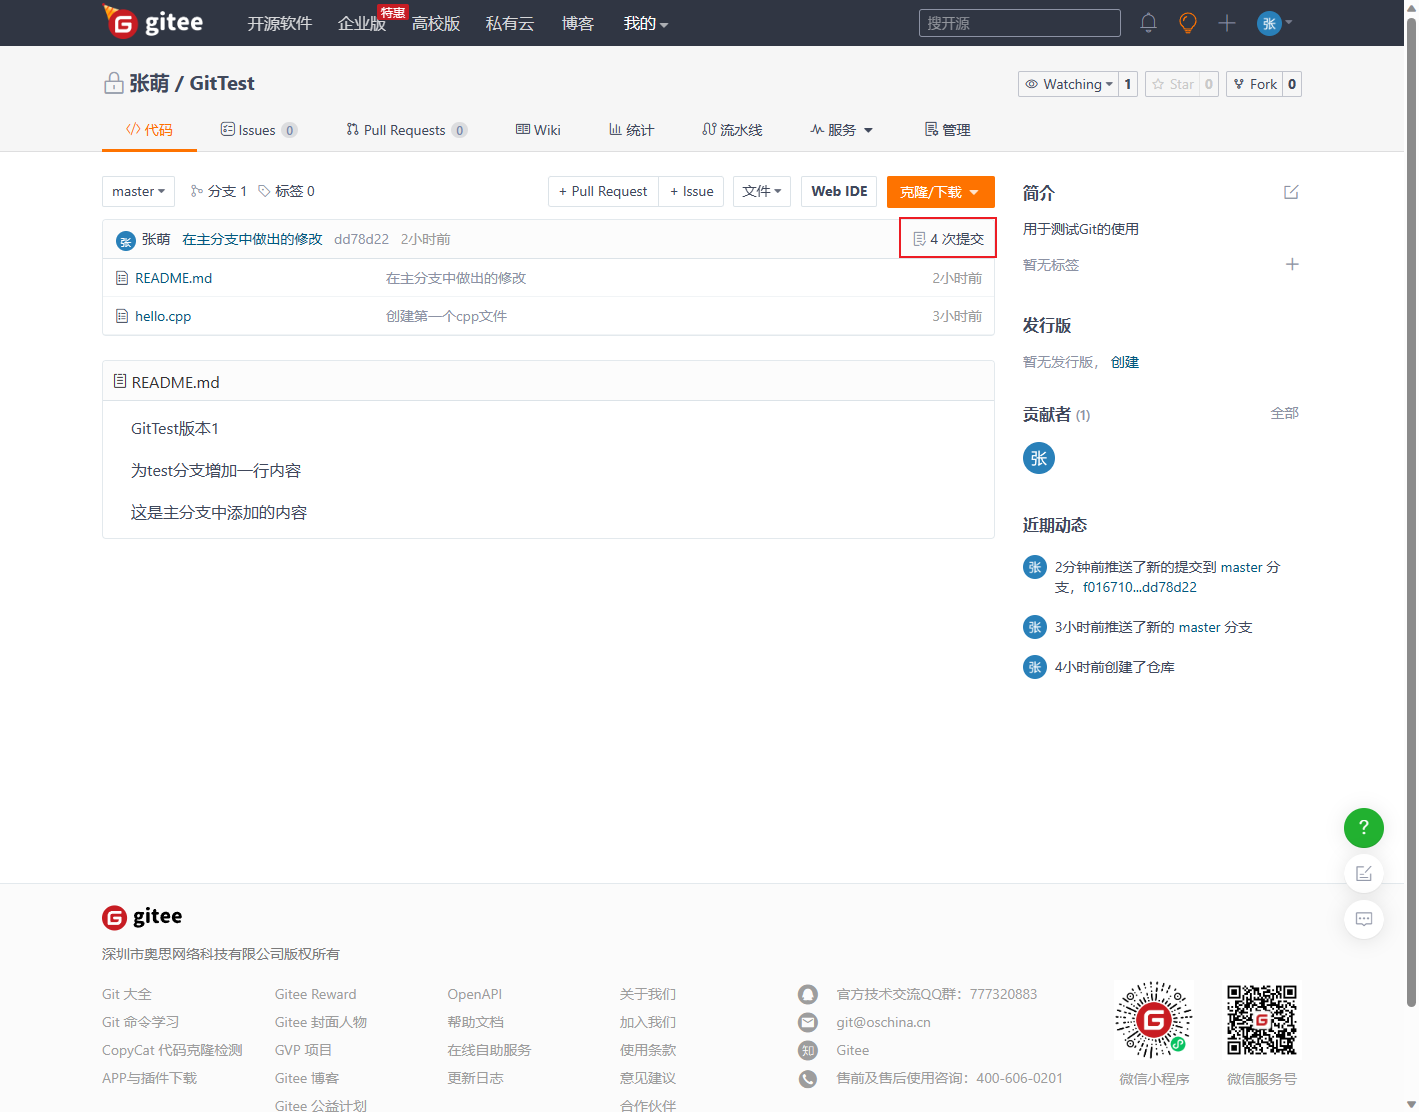 gitee 开源软件 企业版 特惠 高校版 私有云 博客 我的 搜开源 张
张萌 / GitTest Watching 1 Star 0 Fork 0
代码 Issues 0 Pull Requests 0 Wiki 统计 流水线 服务 管理
master 分支 1 标签 0 + Pull Request + Issue 文件 Web IDE 克隆/下载
张 张萌 在主分支中做出的修改 dd78d22 2小时前 4 次提交
README.md 在主分支中做出的修改 2小时前
hello.cpp 创建第一个cpp文件 3小时前
README.md
GitTest版本1
为test分支增加一行内容
这是主分支中添加的内容
简介
用于测试Git的使用
暂无标签
发行版
暂无发行版， 创建
贡献者 (1) 全部
张
近期动态
张 2分钟前推送了新的提交到 master 分
支，f016710...dd78d22
张 3小时前推送了新的 master 分支
张 4小时前创建了仓库
?
gitee
深圳市奥思网络科技有限公司版权所有
Git 大全 Gitee Reward OpenAPI 关于我们 官方技术交流QQ群：777320883
Git 命令学习 Gitee 封面人物 帮助文档 加入我们 git@oschina.cn
CopyCat 代码克隆检测 GVP 项目 在线自助服务 使用条款 知 Gitee
APP与插件下载 Gitee 博客 更新日志 意见建议 售前及售后使用咨询：400-606-0201 微信小程序 微信服务号
Gitee 公益计划 合作伙伴